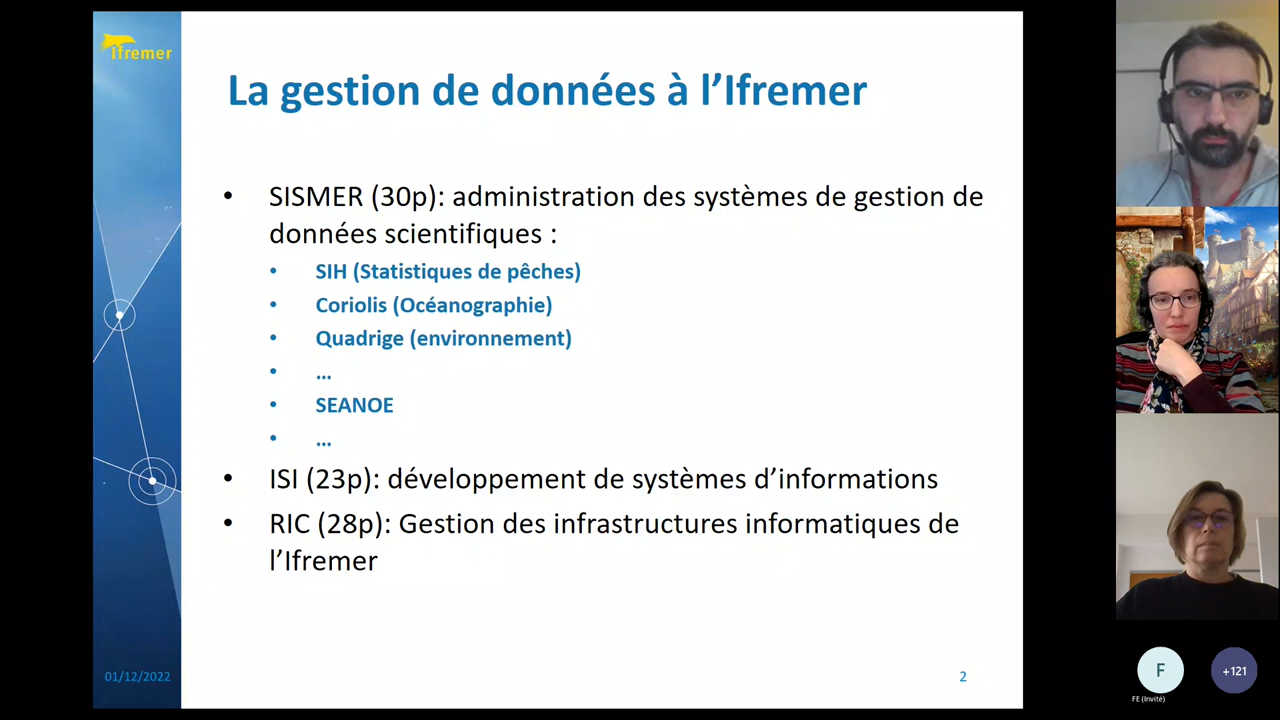 ifremer
La gestion de données à l’Ifremer
• SISMER (30p): administration des systèmes de gestion de
données scientifiques :
• SIH (Statistiques de pêches)
• Coriolis (Océanographie)
• Quadrige (environnement)
• ...
• SEANOE
• ...
• ISI (23p): développement de systèmes d’informations
• RIC (28p): Gestion des infrastructures informatiques de
l’Ifremer
01/12/2022
2
F
+121
FE (Invité)